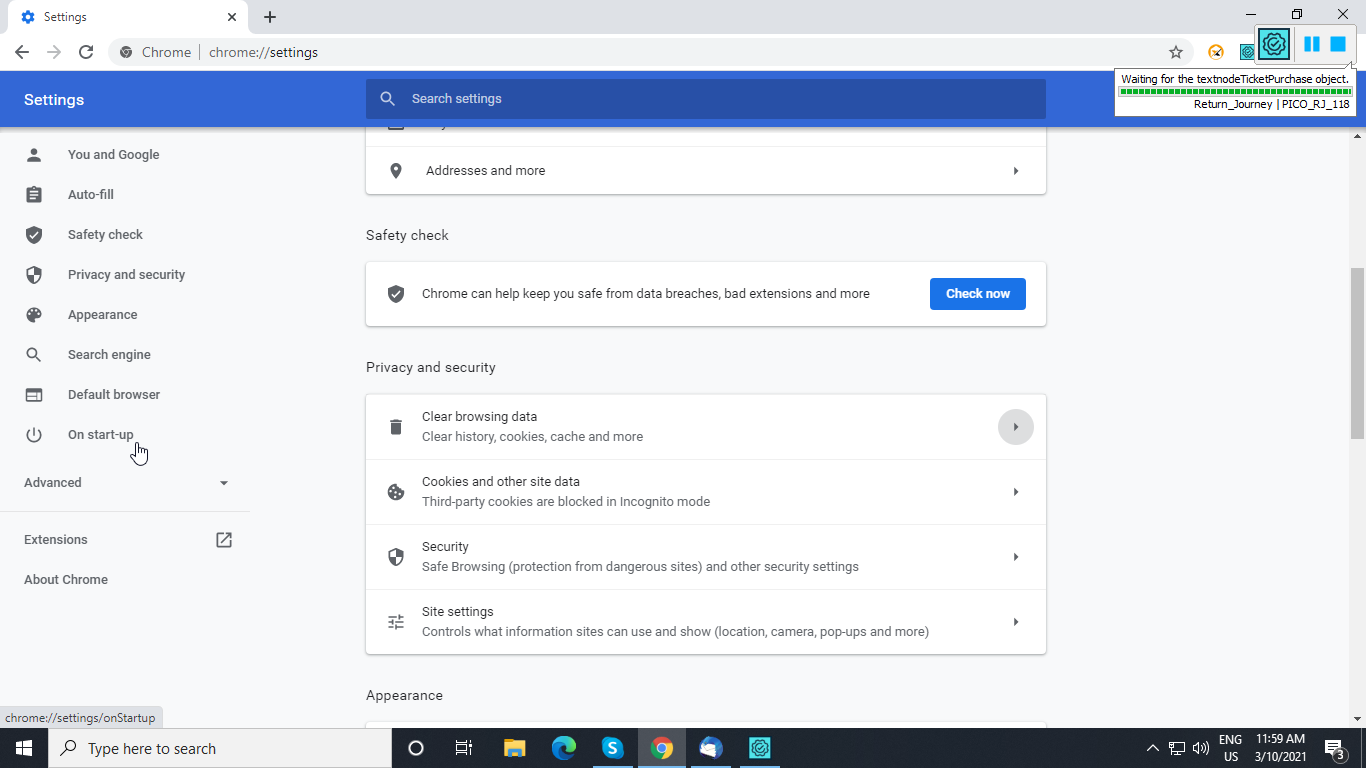 Settings
Chrome
chrome://settings
Waiting for the textnodeTicketPurchase object.
Return_Journey | PICO_RJ_118
Settings
Search settings
You and Google
Auto-fill
Safety check
Privacy and security
Appearance
Search engine
Default browser
On start-up
Advanced
Extensions
About Chrome
Addresses and more
Safety check
Chrome can help keep you safe from data breaches, bad extensions and more
Check now
Privacy and security
Clear browsing data
Clear history, cookies, cache and more
Cookies and other site data
Third-party cookies are blocked in Incognito mode
Security
Safe Browsing (protection from dangerous sites) and other security settings
Site settings
Controls what information sites can use and show (location, camera, pop-ups and more)
Appearance
chrome://settings/onStartup
Type here to search
ENG
US
11:59 AM
3/10/2021
3